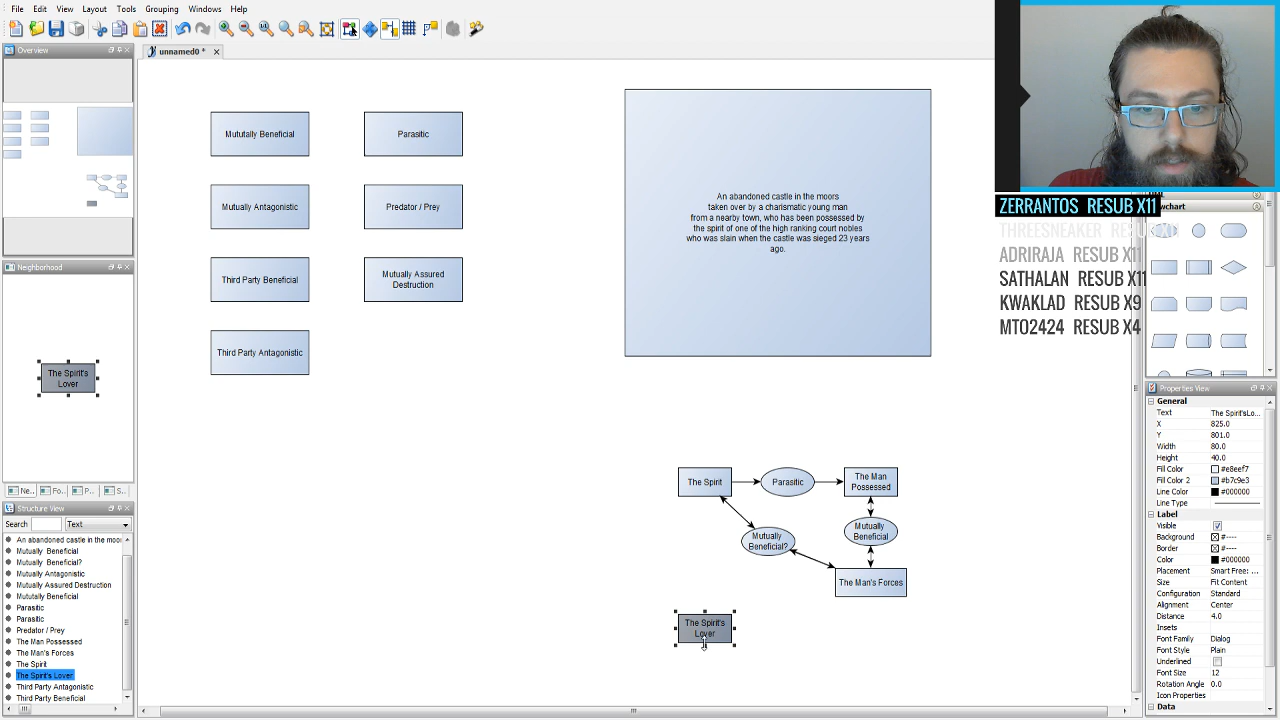 File Edit View Layout Tools Grouping Windows Help
unnamed0 *
Overview
Neighborhood
The Spirit's
Lover
Ne... Fo... P... S...
Structure View
Search Text
An abandoned castle in the moor
Mutually Beneficial
Mutually Beneficial?
Mutually Antagonistic
Mutually Assured Destruction
Mututally Beneficial
Parasitic
Parasitic
Predator / Prey
The Man Possessed
The Man's Forces
The Spirit
The Spirit's Lover
Third Party Antagonistic
Third Party Beneficial
Mututally Beneficial
Parasitic
Mutually Antagonistic
Predator / Prey
Third Party Beneficial
Mutually Assured
Destruction
Third Party Antagonistic
An abandoned castle in the moors
taken over by a charismatic young man
from a nearby town, who has been possessed by
the spirit of one of the high ranking court nobles
who was slain when the castle was sieged 23 years
ago.
The Spirit
Parasitic
The Man
Possessed
Mutually
Beneficial?
Mutually
Beneficial
The Man's Forces
The Spirit's
Lover
ZERRANTOS RESUB X11
THREESNEAKER RESUB
ADRIRAJA RESUB X11
SATHALAN RESUB X11
KWAKLAD RESUB X9
MTO2424 RESUB X4
Properties View
General
Text The Spirit'sLo...
X 825.0
Y 801.0
Width 80.0
Height 40.0
Fill Color #e8eef7
Fill Color 2 #b7c9e3
Line Color #000000
Line Type
Label
Visible
Background #----
Border #----
Color #000000
Placement Smart Free: ...
Size Fit Content
Configuration Standard
Alignment Center
Distance 4.0
Insets
Font Family Dialog
Font Style Plain
Underlined
Font Size 12
Rotation Angle 0.0
Icon Properties
Data